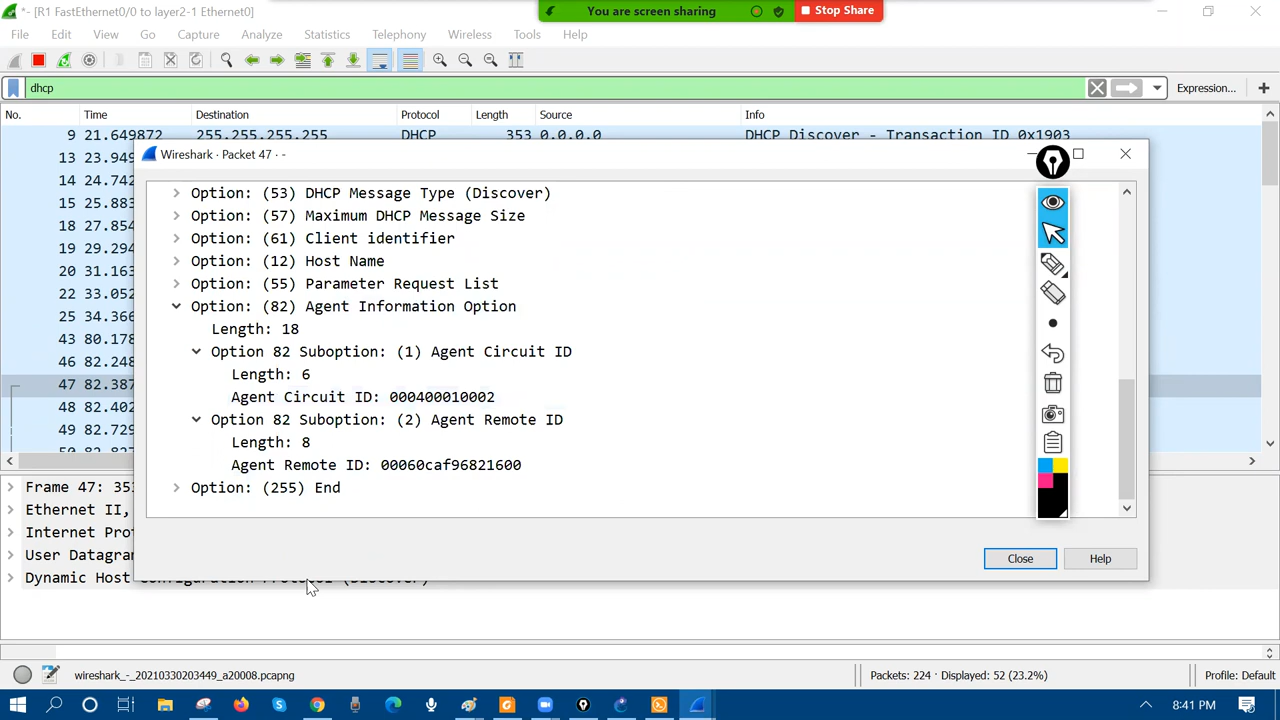 *- [R1 FastEthernet0/0 to layer2-1 Ethernet0]
You are screen sharing
Stop Share
File Edit View Go Capture Analyze Statistics Telephony Wireless Tools Help
dhcp
Expression...
No. Time Destination Protocol Length Source Info
9 21.649872 255.255.255.255 DHCP 353 0.0.0.0 DHCP Discover - Transaction ID 0x1903
13 23.949
14 24.742
15 25.883
18 27.854
19 29.294
20 31.163
22 33.052
25 34.366
43 80.178
46 82.248
47 82.387
48 82.402
49 82.729
50 82.827
Wireshark · Packet 47 · -
Option: (53) DHCP Message Type (Discover)
Option: (57) Maximum DHCP Message Size
Option: (61) Client identifier
Option: (12) Host Name
Option: (55) Parameter Request List
Option: (82) Agent Information Option
Length: 18
Option 82 Suboption: (1) Agent Circuit ID
Length: 6
Agent Circuit ID: 000400010002
Option 82 Suboption: (2) Agent Remote ID
Length: 8
Agent Remote ID: 00060caf96821600
Option: (255) End
Close Help
Frame 47: 353
Ethernet II,
Internet Prot
User Datagram
Dynamic Host Configuration Protocol (Discover)
wireshark_-_20210330203449_a20008.pcapng
Packets: 224 · Displayed: 52 (23.2%)
Profile: Default
8:41 PM